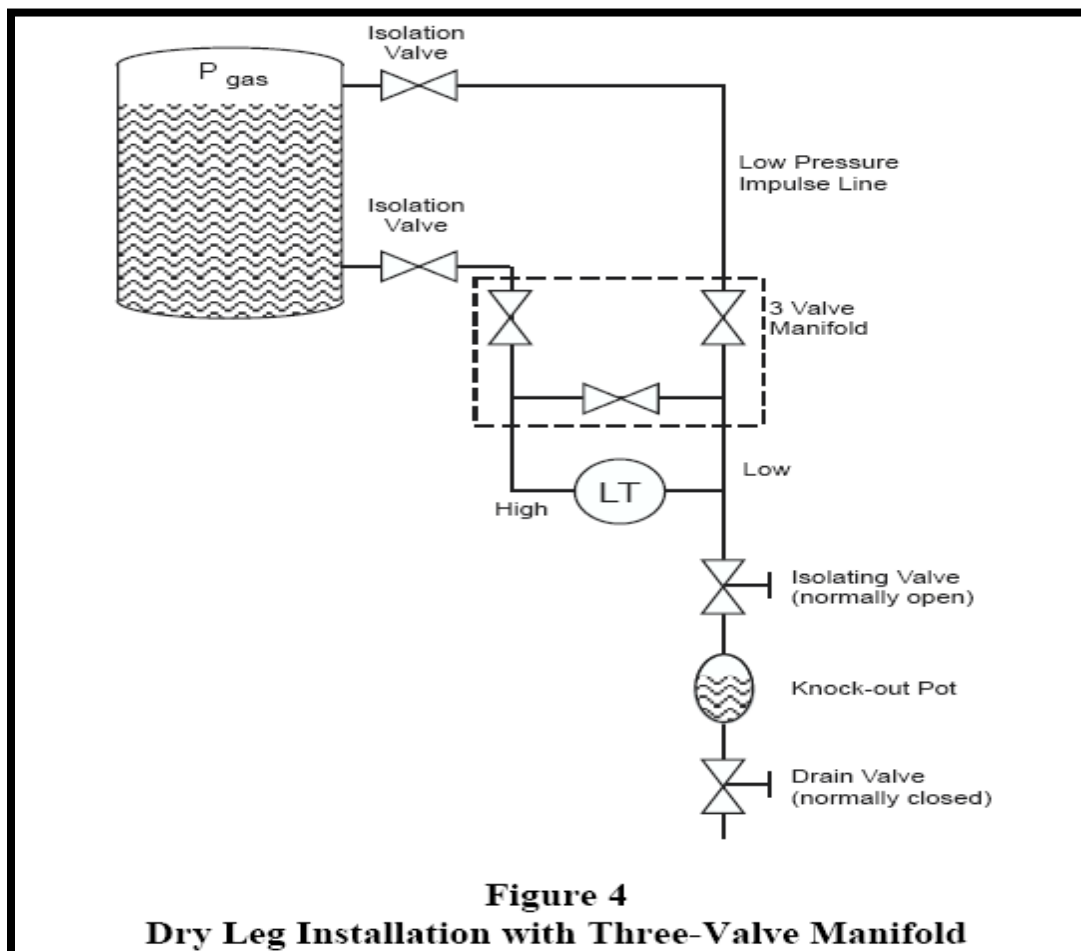 Isolation
Valve
P gas
Low Pressure
Impulse Line
Isolation
Valve
3 Valve
Manifold
Low
LT
High
Isolating Valve
(normally open)
Knock-out Pot
Drain Valve
(normally closed)
Figure 4
Dry Leg Installation with Three-Valve Manifold